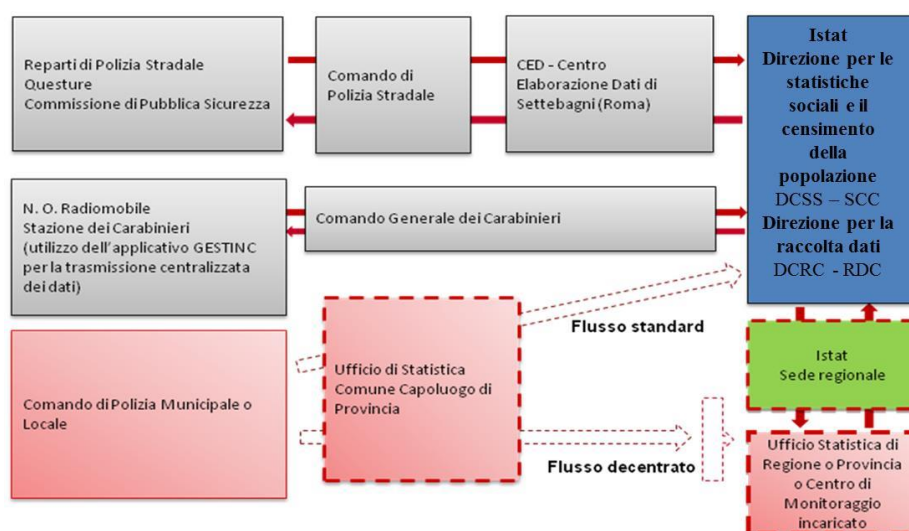 Reparti di Polizia Stradale
Questure
Commissione di Pubblica Sicurezza
Comando di
Polizia Stradale
CED - Centro
Elaborazione Dati di
Settebagni (Roma)
Istat
Direzione per le
statistiche
sociali e il
censimento
della
popolazione
DCSS – SCC
Direzione per la
raccolta dati
DCRC - RDC
N. O. Radiomobile
Stazione dei Carabinieri
(utilizzo dell'applicativo GESTINC
per la trasmissione centralizzata
dei dati)
Comando Generale dei Carabinieri
Flusso standard
Comando di Polizia Municipale o
Locale
Ufficio di Statistica
Comune Capoluogo di
Provincia
Flusso decentrato
Istat
Sede regionale
Ufficio Statistica di
Regione o Provincia
o Centro di
Monitoraggio
incaricato